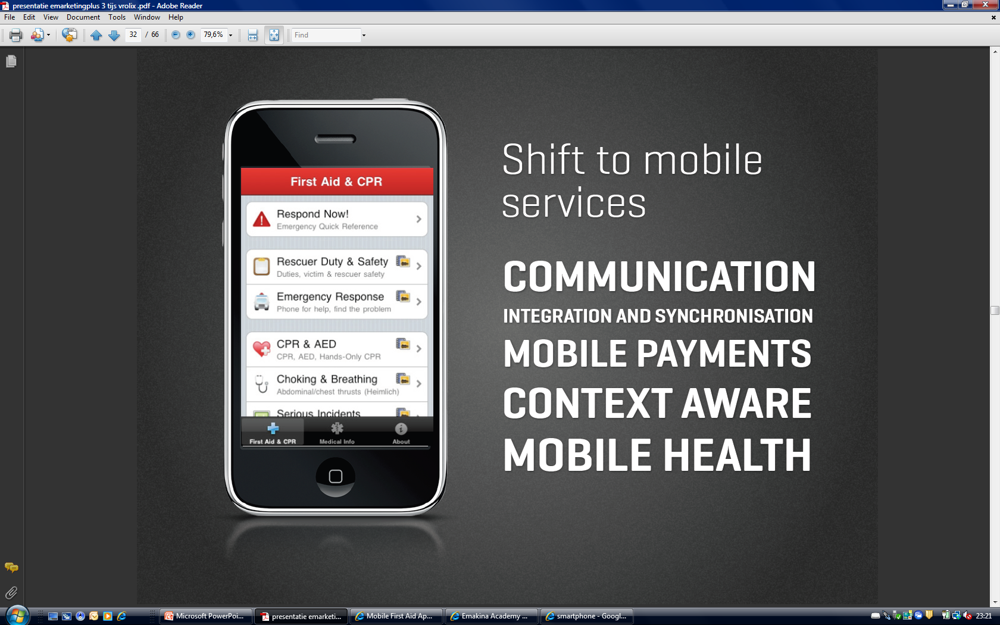 presentatie emarketingplus 3 tijs vrolix .pdf - Adobe Reader
File Edit View Document Tools Window Help
32 / 66 79,6% Find
First Aid & CPR
Respond Now!
Emergency Quick Reference
Rescuer Duty & Safety
Duties, victim & rescuer safety
Emergency Response
Phone for help, find the problem
CPR & AED
CPR, AED, Hands-Only CPR
Choking & Breathing
Abdominal/chest thrusts (Heimlich)
Serious Incidents
First Aid & CPR Medical Info About
Shift to mobile
services
COMMUNICATION
INTEGRATION AND SYNCHRONISATION
MOBILE PAYMENTS
CONTEXT AWARE
MOBILE HEALTH
Microsoft PowerPoi... presentatie emarketi... Mobile First Aid Ap... Emakina Academy ... smartphone - Googl... 23:21